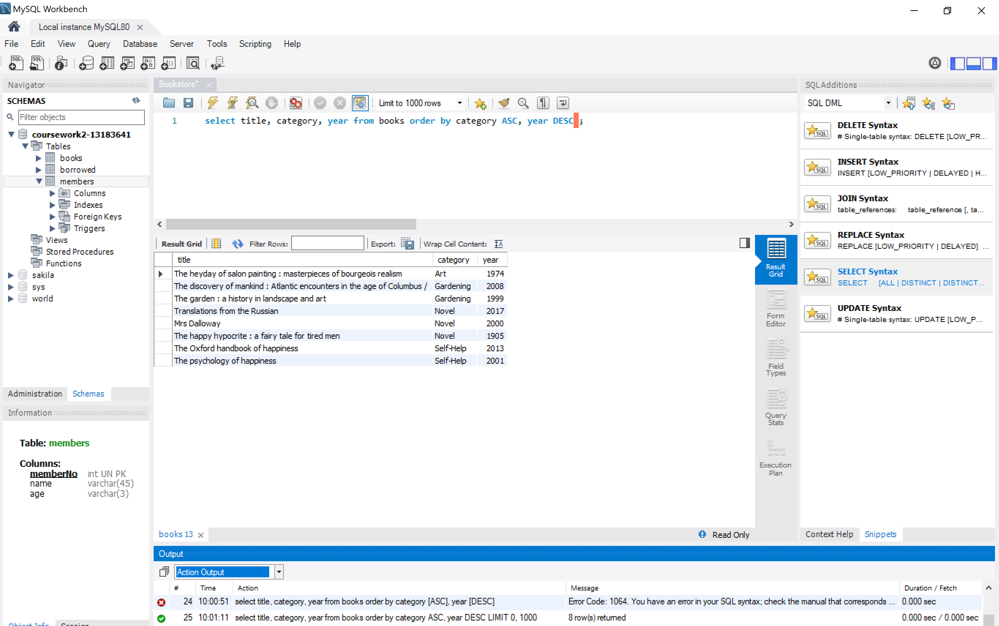 MySQL Workbench
Local instance MySQL80
File Edit View Query Database Server Tools Scripting Help
Navigator
SCHEMAS
Filter objects
coursework2-13183641
Tables
books
borrowed
members
Columns
Indexes
Foreign Keys
Triggers
Views
Stored Procedures
Functions
sakila
sys
world
Administration Schemas
Information
Table: members
Columns:
memberNo int UN PK
name varchar(45)
age varchar(3)
Object Info Session
Bookstore*
Limit to 1000 rows
1 select title, category, year from books order by category ASC, year DESC ;
Result Grid Filter Rows: Export: Wrap Cell Content:
title category year
The heyday of salon painting : masterpieces of bourgeois realism Art 1974
The discovery of mankind : Atlantic encounters in the age of Columbus / Gardening 2008
The garden : a history in landscape and art Gardening 1999
Translations from the Russian Novel 2017
Mrs Dalloway Novel 2000
The happy hypocrite : a fairy tale for tired men Novel 1905
The Oxford handbook of happiness Self-Help 2013
The psychology of happiness Self-Help 2001
Result
Grid
Form
Editor
Field
Types
Query
Stats
Execution
Plan
books 13
Read Only
SQLAdditions
SQL DML
DELETE Syntax
# Single-table syntax: DELETE [LOW_PR...
SQL
INSERT Syntax
INSERT [LOW_PRIORITY | DELAYED | H...
SQL
JOIN Syntax
table_references: table_reference [, ta...
SQL
REPLACE Syntax
REPLACE [LOW_PRIORITY | DELAYED] ...
SQL
SELECT Syntax
SELECT [ALL | DISTINCT | DISTINCT...
SQL
UPDATE Syntax
# Single-table syntax: UPDATE [LOW_P...
SQL
Context Help Snippets
Output
Action Output
# Time Action Message Duration / Fetch
24 10:00:51 select title, category, year from books order by category [ASC], year [DESC] Error Code: 1064. You have an error in your SQL syntax; check the manual that corresponds ... 0.000 sec
25 10:01:11 select title, category, year from books order by category ASC, year DESC LIMIT 0, 1000 8 row(s) returned 0.000 sec / 0.000 sec